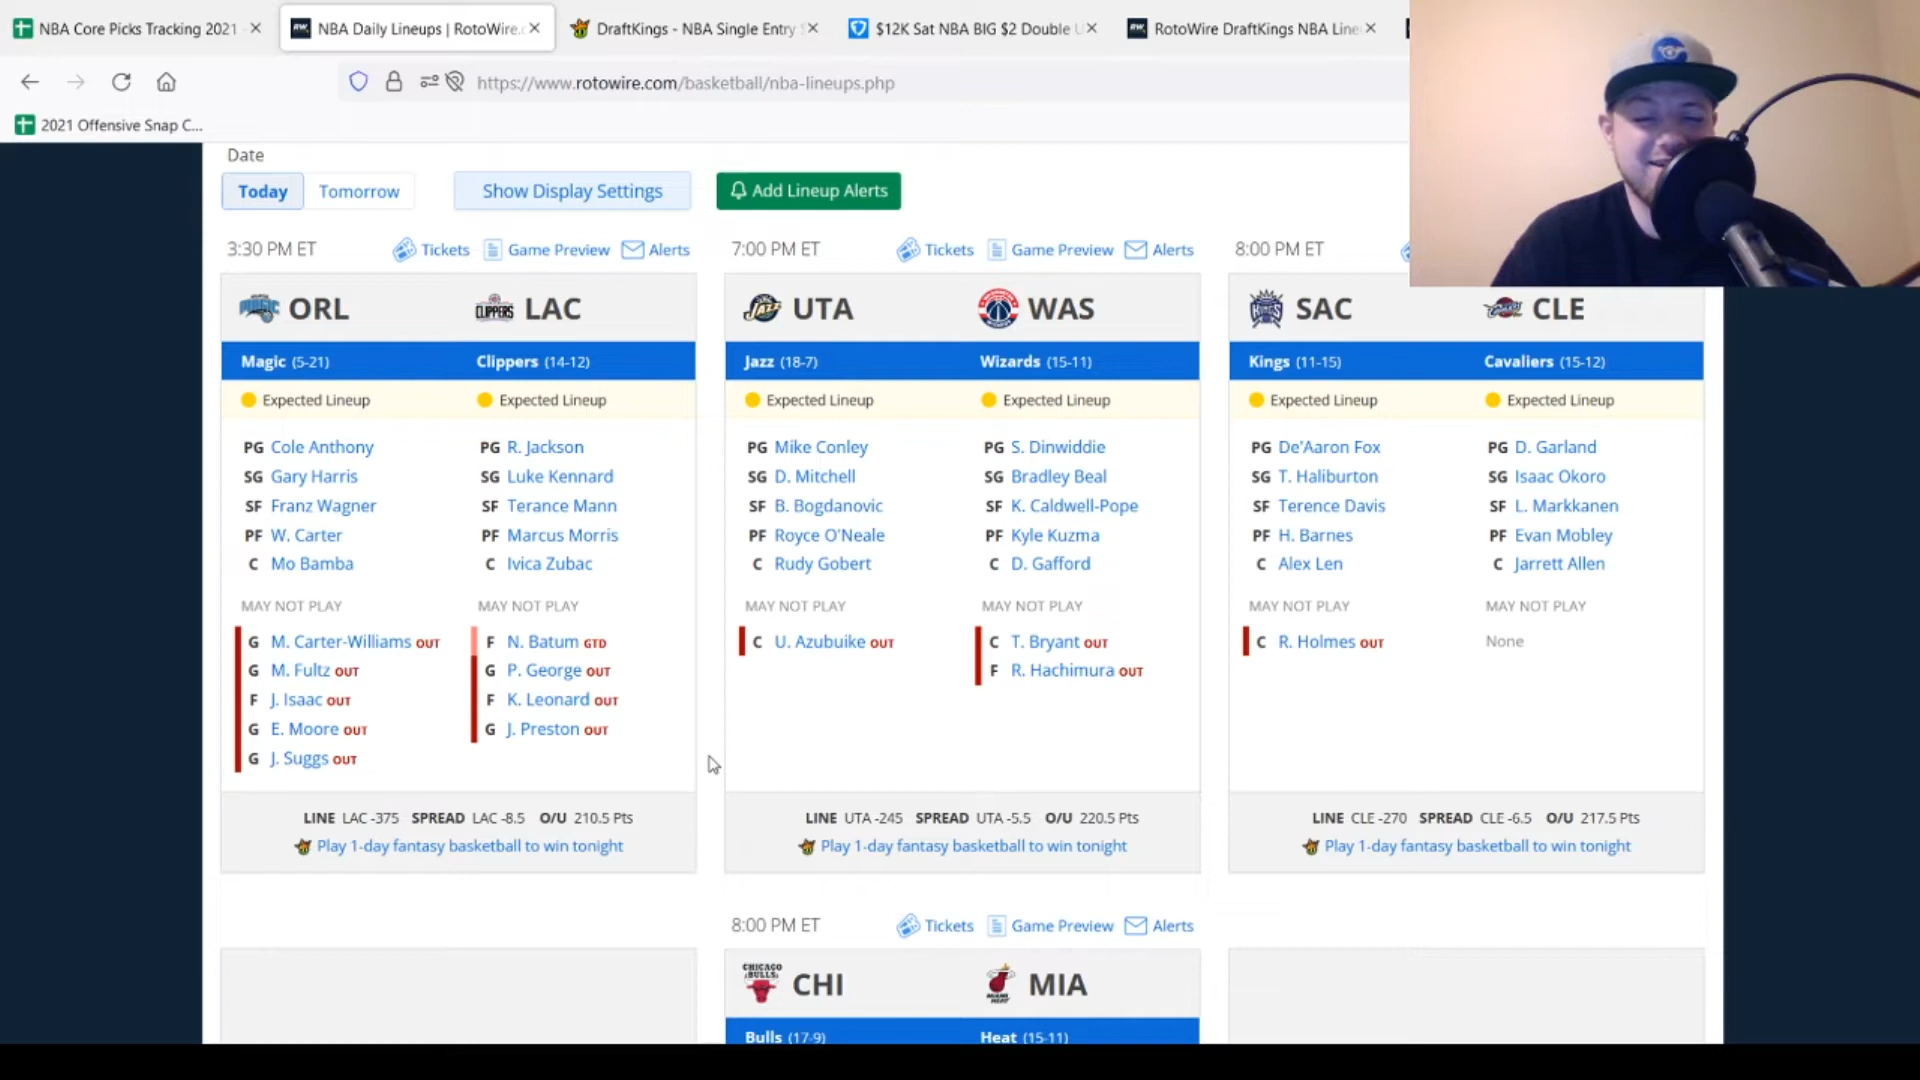 NBA Core Picks Tracking 2021
NBA Daily Lineups | RotoWire.c
DraftKings - NBA Single Entry $
$12K Sat NBA BIG $2 Double U
RotoWire DraftKings NBA Line
https://www.rotowire.com/basketball/nba-lineups.php
2021 Offensive Snap C...
Date
Today Tomorrow Show Display Settings Add Lineup Alerts
3:30 PM ET Tickets Game Preview Alerts
ORL LAC
Magic (5-21) Clippers (14-12)
Expected Lineup Expected Lineup
PG Cole Anthony PG R. Jackson
SG Gary Harris SG Luke Kennard
SF Franz Wagner SF Terance Mann
PF W. Carter PF Marcus Morris
C Mo Bamba C Ivica Zubac
MAY NOT PLAY MAY NOT PLAY
G M. Carter-Williams OUT F N. Batum GTD
G M. Fultz OUT G P. George OUT
F J. Isaac OUT F K. Leonard OUT
G E. Moore OUT G J. Preston OUT
G J. Suggs OUT
LINE LAC -375 SPREAD LAC -8.5 O/U 210.5 Pts
Play 1-day fantasy basketball to win tonight
7:00 PM ET Tickets Game Preview Alerts
UTA WAS
Jazz (18-7) Wizards (15-11)
Expected Lineup Expected Lineup
PG Mike Conley PG S. Dinwiddie
SG D. Mitchell SG Bradley Beal
SF B. Bogdanovic SF K. Caldwell-Pope
PF Royce O'Neale PF Kyle Kuzma
C Rudy Gobert C D. Gafford
MAY NOT PLAY MAY NOT PLAY
C U. Azubuike OUT C T. Bryant OUT
F R. Hachimura OUT
LINE UTA -245 SPREAD UTA -5.5 O/U 220.5 Pts
Play 1-day fantasy basketball to win tonight
8:00 PM ET
SAC CLE
Kings (11-15) Cavaliers (15-12)
Expected Lineup Expected Lineup
PG De'Aaron Fox PG D. Garland
SG T. Haliburton SG Isaac Okoro
SF Terence Davis SF L. Markkanen
PF H. Barnes PF Evan Mobley
C Alex Len C Jarrett Allen
MAY NOT PLAY MAY NOT PLAY
C R. Holmes OUT None
LINE CLE -270 SPREAD CLE -6.5 O/U 217.5 Pts
Play 1-day fantasy basketball to win tonight
8:00 PM ET Tickets Game Preview Alerts
CHICAGO BULLS CHI MIAMI HEAT MIA
Bulls (17-9) Heat (15-11)